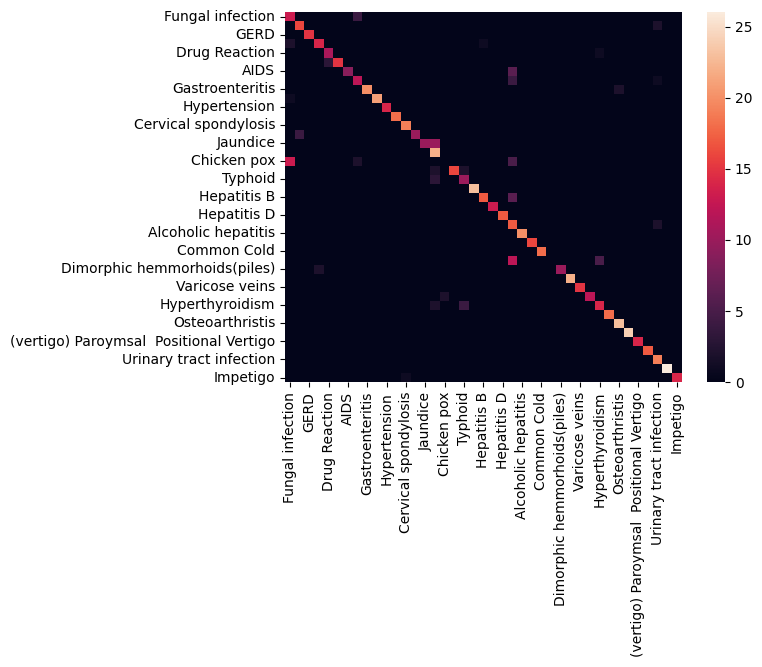 Fungal infection
GERD
Drug Reaction
AIDS
Gastroenteritis
Hypertension
Cervical spondylosis
Jaundice
Chicken pox
Typhoid
Hepatitis B
Hepatitis D
Alcoholic hepatitis
Common Cold
Dimorphic hemmorhoids(piles)
Varicose veins
Hyperthyroidism
Osteoarthristis
(vertigo) Paroymsal  Positional Vertigo
Urinary tract infection
Impetigo
25
20
15
10
5
0
Fungal infection
GERD
Drug Reaction
AIDS
Gastroenteritis
Hypertension
Cervical spondylosis
Jaundice
Chicken pox
Typhoid
Hepatitis B
Hepatitis D
Alcoholic hepatitis
Common Cold
Dimorphic hemmorhoids(piles)
Varicose veins
Hyperthyroidism
Osteoarthristis
(vertigo) Paroymsal  Positional Vertigo
Urinary tract infection
Impetigo